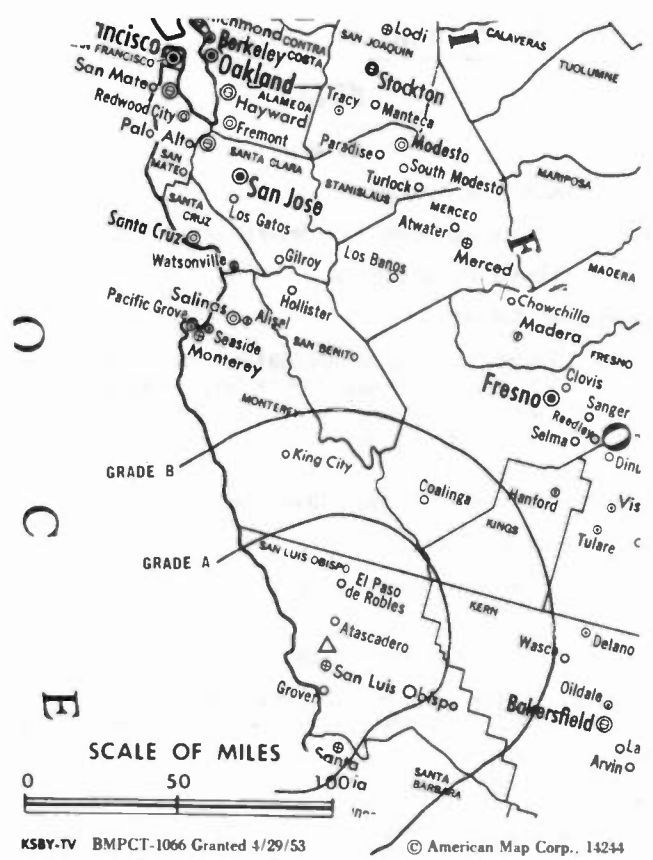 Lodi
CALAVERAS
Richmond
CONTRA
SAN JOAQUIN
I
Berkeley
COSTA
ncisco
TUOLUMNE
SAN FRANCISCO
Oakland
Stockton
San Mateo
ALAMEDA
Hayward
Tracy
Manteca
Redwood City
Fremont
Palo Alto
Modesto
Paradise
SAN
MATEO
SANTA CLARA
South Modesto
MARIPOSA
San Jose
STANISLAUS
Turlock
SANTA
CRUZ
Los Gatos
MERCED
Atwater
F
Santa Cruz
Merced
Watsonville
Gilroy
Los Banos
MADERA
Salinas
Hollister
Chowchilla
Pacific Grove
Alisal
Madera
O
Seaside
SAN BENITO
FRESNO
Monterey
Clovis
Fresno
Sanger
MONTEREY
Reedley
O
Selma
King City
Dinu
GRADE B
Coalinga
Hanford
Vis
C
KINGS
Tulare
GRADE A
SAN LUIS OBISPO
El Paso
de Robles
KERN
Atascadero
Delano
Wasco
San Luis Obispo
Oildale
Grover
E
Bakersfield
SCALE OF MILES
Santa
La
Arvin
0 50 100
ia
SANTA
BARBARA
KSBY-TV BMPCT-1066 Granted 4/29/53
© American Map Corp., 14244